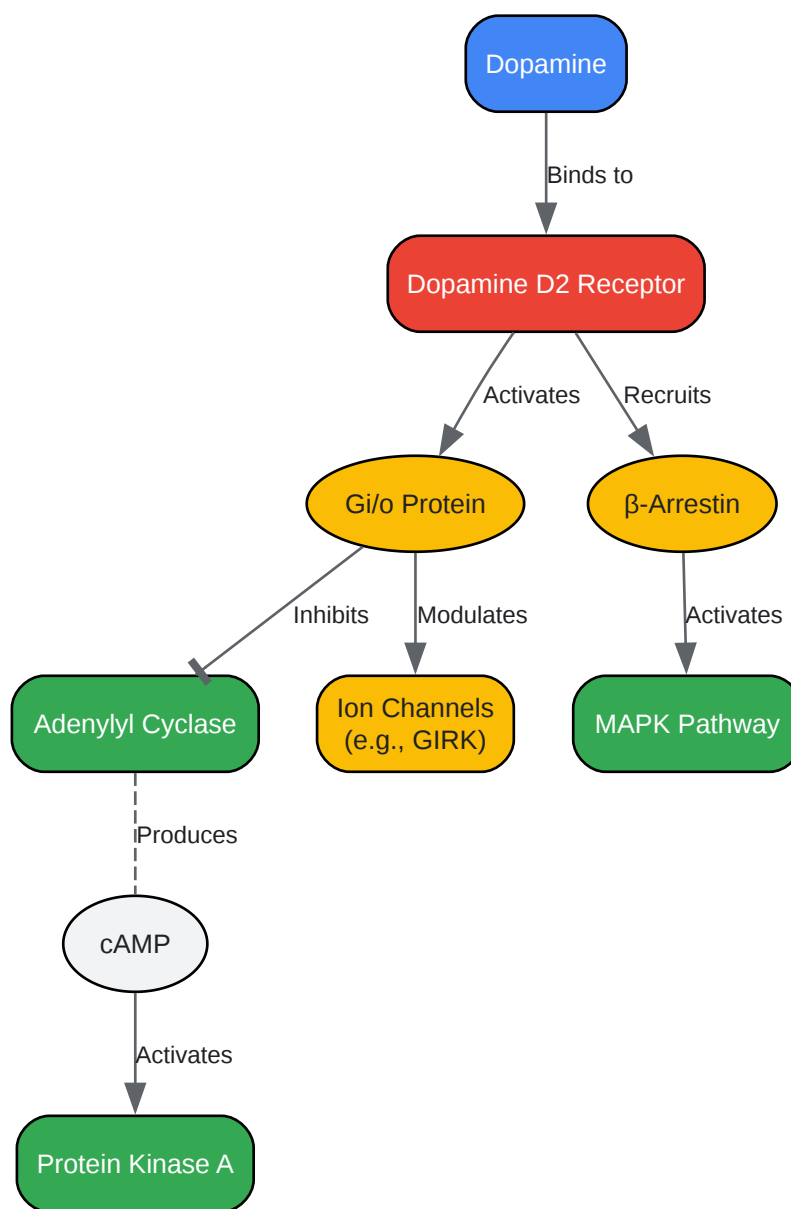 Dopamine
Binds to
Dopamine D2 Receptor
Activates
Recruits
Gi/o Protein
β-Arrestin
Inhibits
Modulates
Activates
Adenylyl Cyclase
Ion Channels
(e.g., GIRK)
MAPK Pathway
Produces
cAMP
Activates
Protein Kinase A